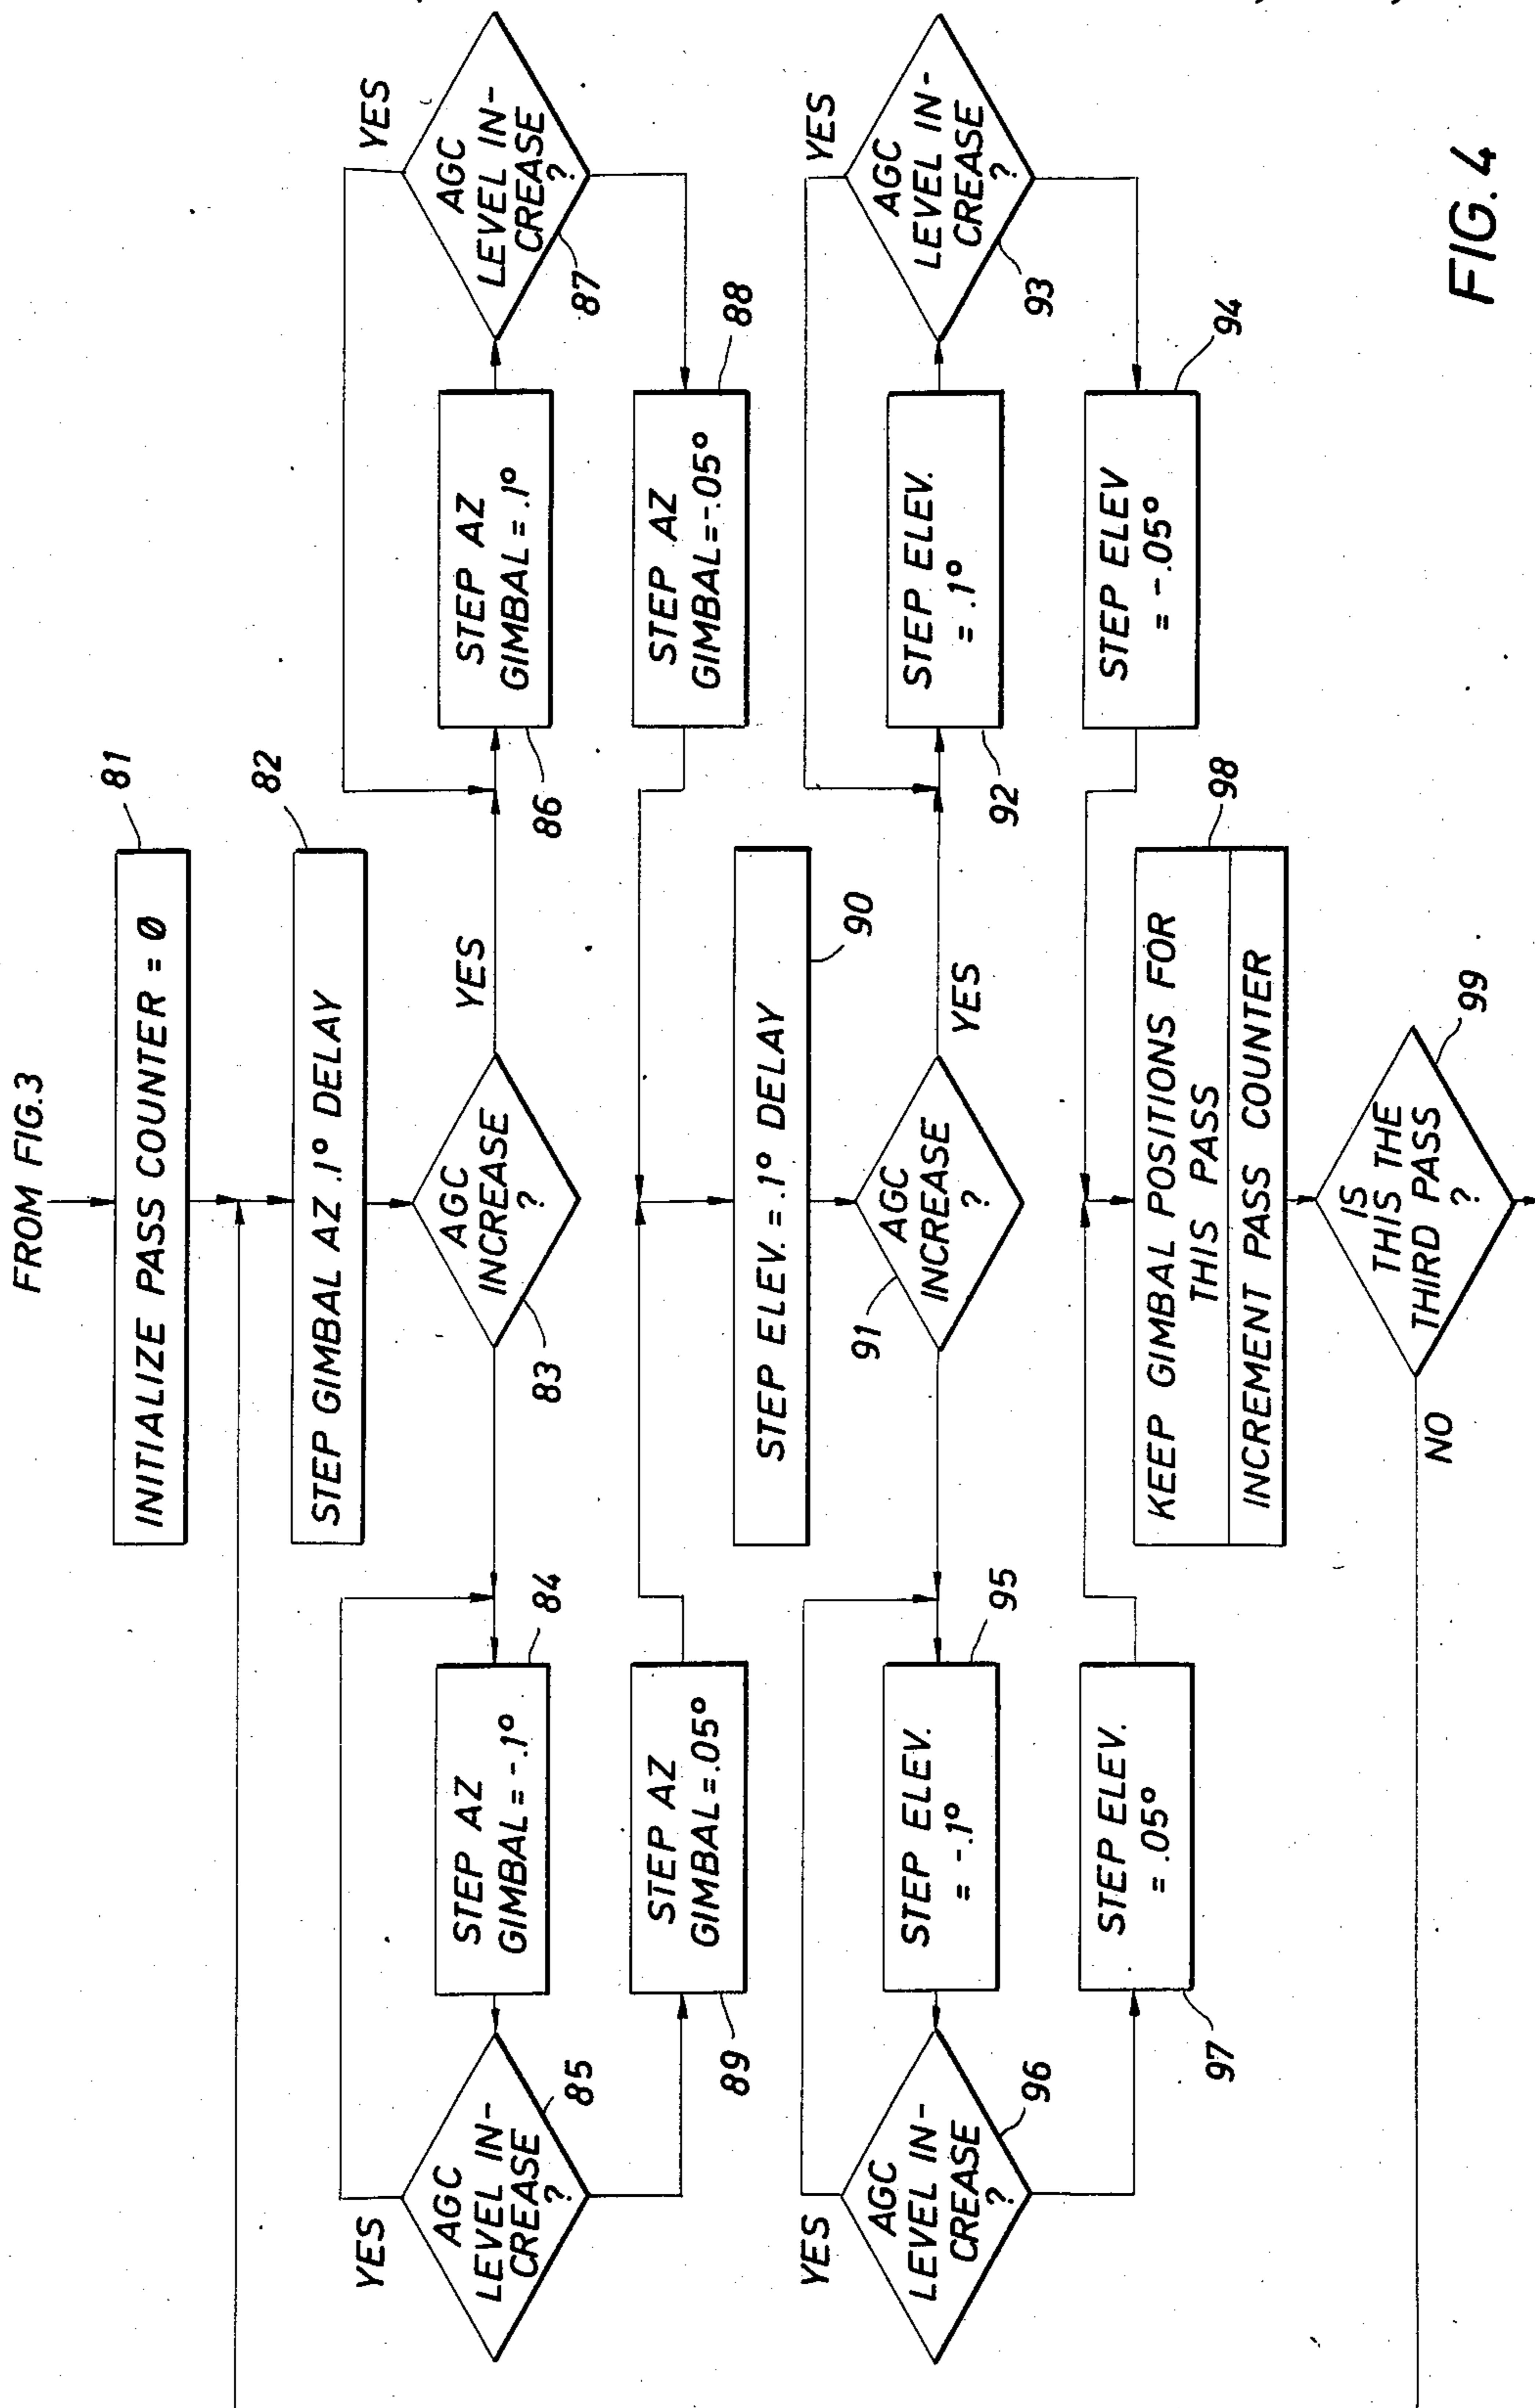 FROM FIG.3
INITIALIZE PASS COUNTER = Ø
81
STEP GIMBAL AZ .1° DELAY
82
AGC
INCREASE
?
83
YES
STEP AZ
GIMBAL = -.1°
84
AGC
LEVEL IN-
CREASE
?
85
YES
STEP AZ
GIMBAL = .1°
86
AGC
LEVEL IN-
CREASE
?
87
YES
STEP AZ
GIMBAL=.05°
89
STEP AZ
GIMBAL=-.05°
88
STEP ELEV. = .1° DELAY
90
AGC
INCREASE
?
91
YES
STEP ELEV.
= -.1°
95
AGC
LEVEL IN-
CREASE
?
96
YES
STEP ELEV.
= .1°
92
AGC
LEVEL IN-
CREASE
?
93
YES
STEP ELEV.
= .05°
97
STEP ELEV
= -.05°
94
KEEP GIMBAL POSITIONS FOR
THIS PASS
INCREMENT PASS COUNTER
98
IS
THIS THE
THIRD PASS
?
99
NO
FIG. 4